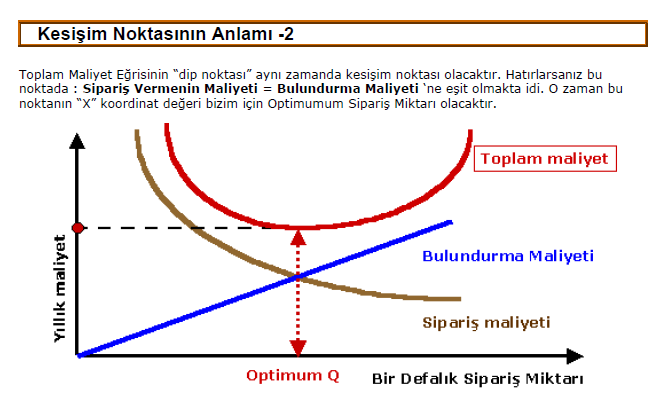 Kesişim Noktasının Anlamı -2
Toplam Maliyet Eğrisinin “dip noktası” aynı zamanda kesişim noktası olacaktır. Hatırlarsanız bu
noktada : Sipariş Vermenin Maliyeti = Bulundurma Maliyeti ‘ne eşit olmakta idi. O zaman bu
noktanın “X” koordinat değeri bizim için Optimumum Sipariş Miktarı olacaktır.
Toplam maliyet
Yıllık maliyet
Bulundurma Maliyeti
Sipariş maliyeti
Optimum Q
Bir Defalık Sipariş Miktarı